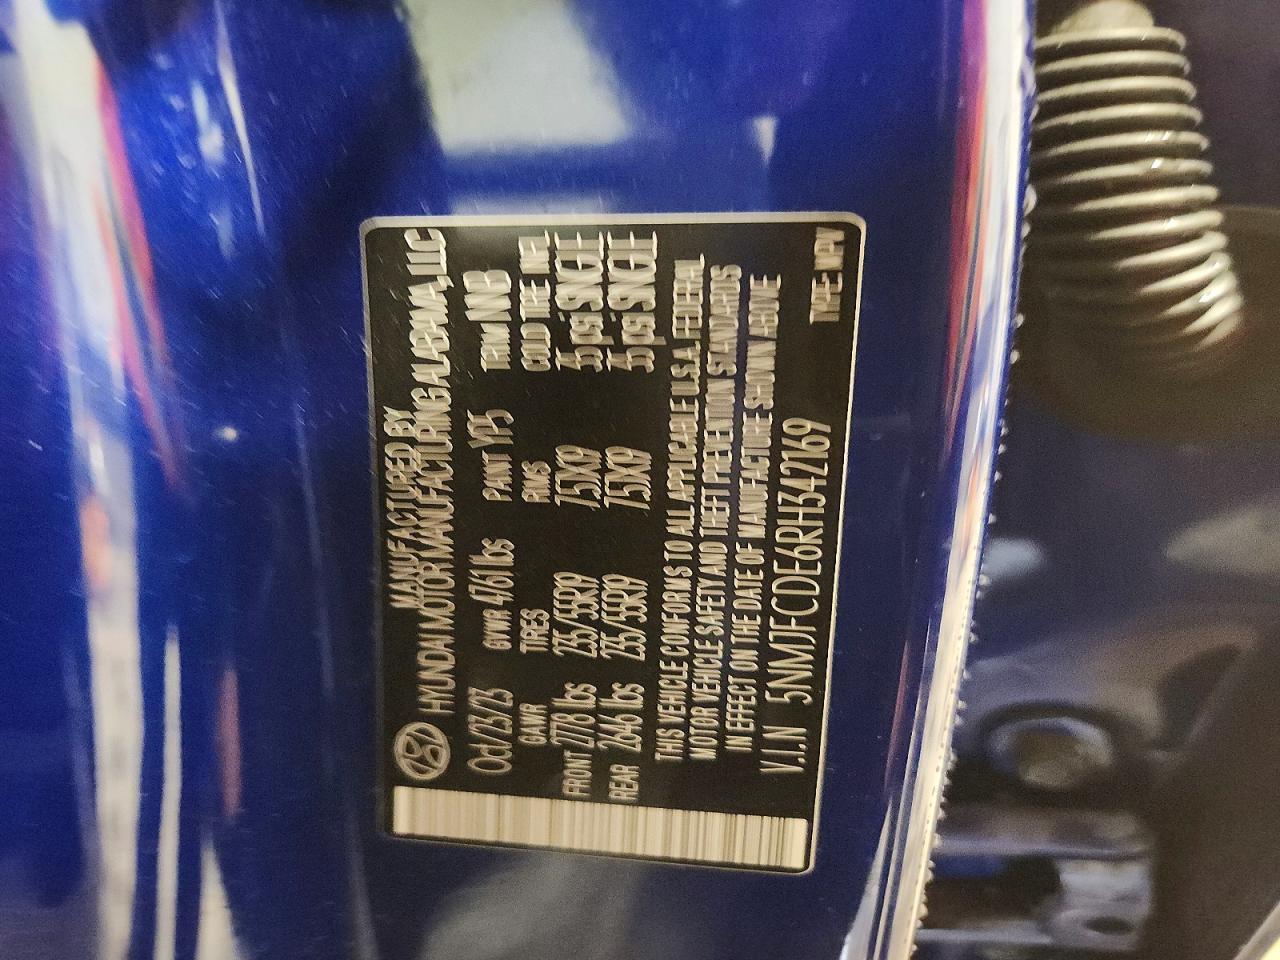 MANUFACTURED BY
HYUNDAI MOTOR MANUFACTURING ALABAMA, LLC
Oct/23/23 GVWR 4761 lbs PAINT YP5 TRIM NNB
GAWR TIRES RIMS COLD TIRE INFL
FRONT 2778 lbs 235/55R19 7.5JX19 35 psi SNGLE
REAR 2646 lbs 235/55R19 7.5JX19 35 psi SNGLE
THIS VEHICLE CONFORMS TO ALL APPLICABLE U.S.A. FEDERAL
MOTOR VEHICLE SAFETY AND THEFT PREVENTION STANDARDS
IN EFFECT ON THE DATE OF MANUFACTURE SHOWN ABOVE
V.I.N 5NMJFCDE6RH342169 TYPE: MPV